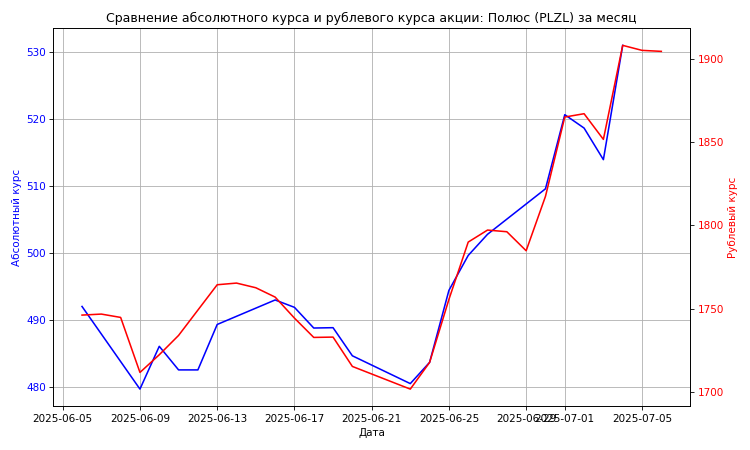 Сравнение абсолютного курса и рублевого курса акции: Полюс (PLZL) за месяц
Абсолютный курс
530
520
510
500
490
480
1900
1850
1800
1750
1700
Рублевый курс
2025-06-05 2025-06-09 2025-06-13 2025-06-17 2025-06-21 2025-06-25 2025-06-29 2025-07-01 2025-07-05
Дата